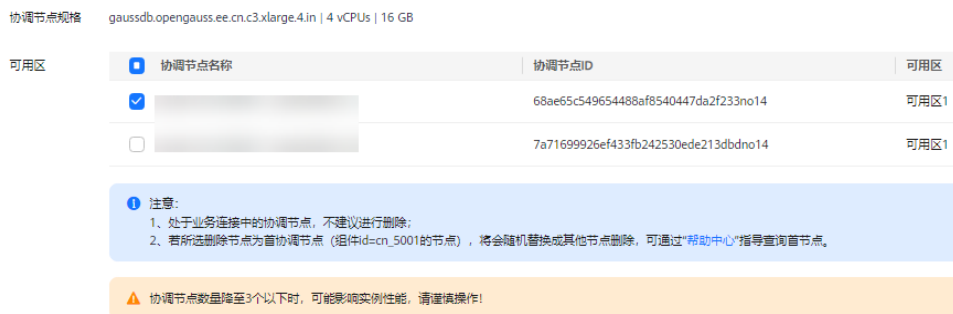 协调节点规格 gaussdb.opengauss.ee.cn.c3.xlarge.4.in | 4 vCPUs | 16 GB
可用区 协调节点名称 协调节点ID 可用区
68ae65c549654488af8540447da2f233no14 可用区1
7a71699926ef433fb242530ede213dbdno14 可用区1
注意：
1、处于业务连接中的协调节点，不建议进行删除；
2、若所选删除节点为首协调节点（组件id=cn_5001的节点），将会随机替换成其他节点删除，可通过“帮助中心”指导查询首节点。
协调节点数量降至3个以下时，可能影响实例性能，请谨慎操作！